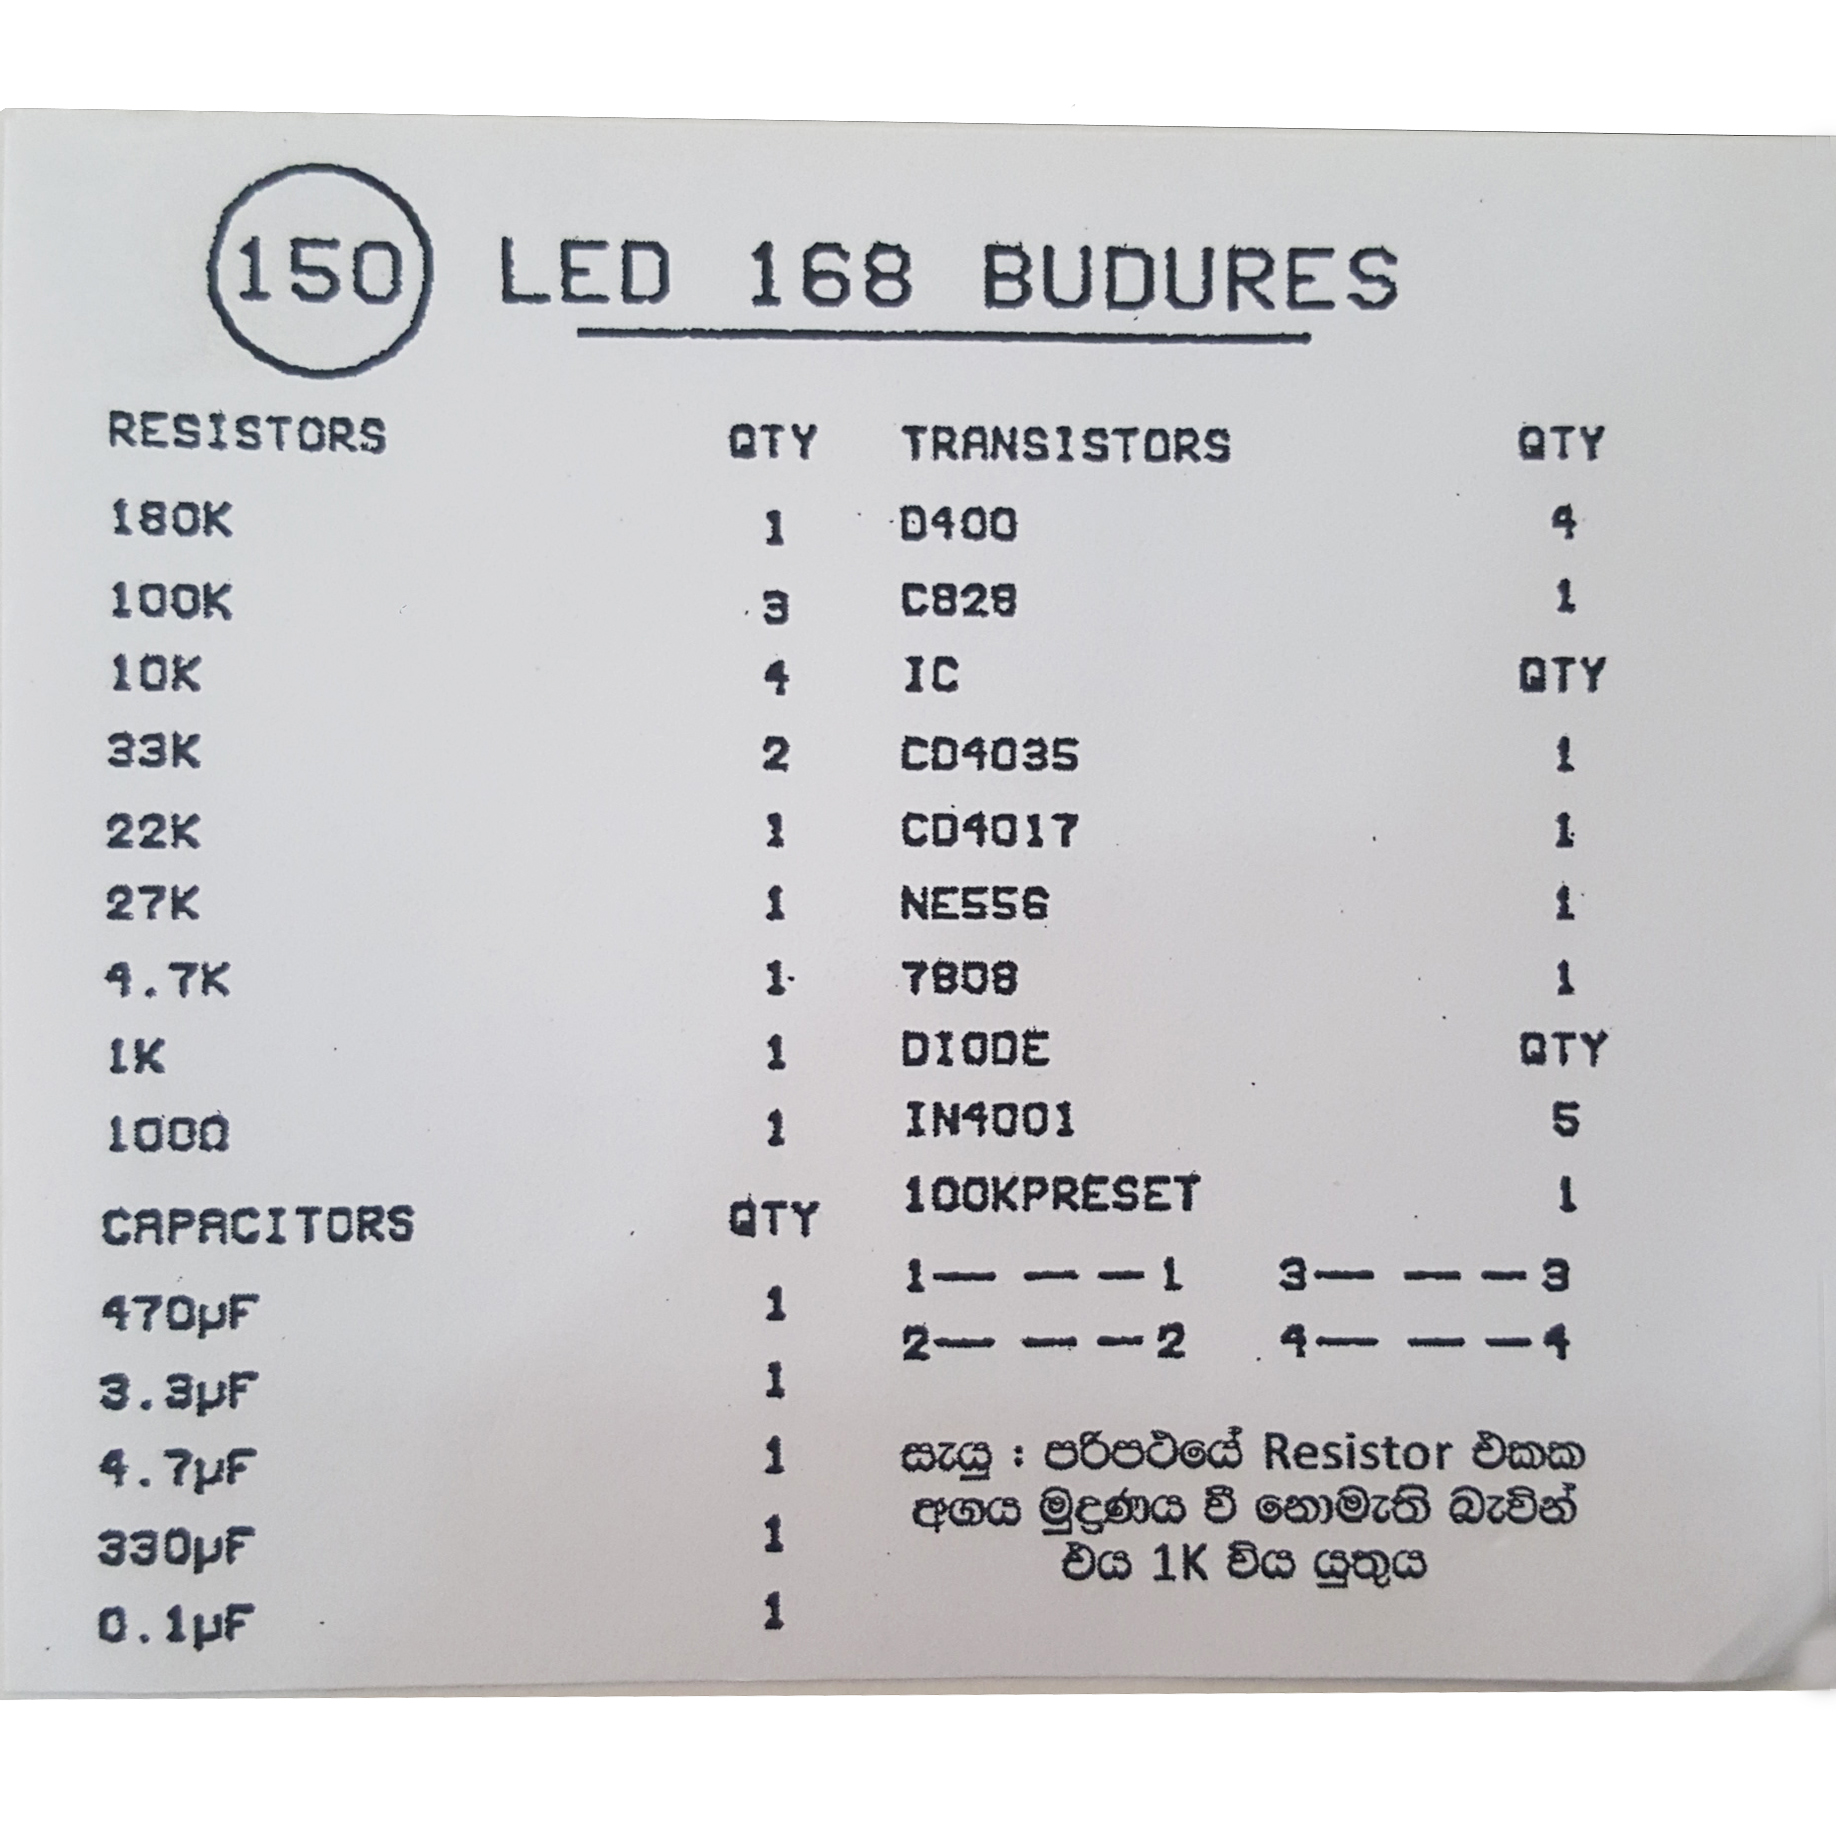 150 LED 168 BUDURES
RESISTORS QTY
180K 1
100K 3
10K 4
33K 2
22K 1
27K 1
4.7K 1
1K 1
100Ω 1
CAPACITORS QTY
470µF 1
3.3µF 1
4.7µF 1
330µF 1
0.1µF 1
TRANSISTORS QTY
D400 4
C828 1
IC QTY
CD4035 1
CD4017 1
NE556 1
7808 1
DIODE QTY
IN4001 5
100KPRESET 1
1— — —1 3— — —3
2— — —2 4— — —4
සැයු : පරිපථයේ Resistor එකක
අගය මුද්‍රණය වී නොමැති බැවින්
එය 1K විය යුතුය